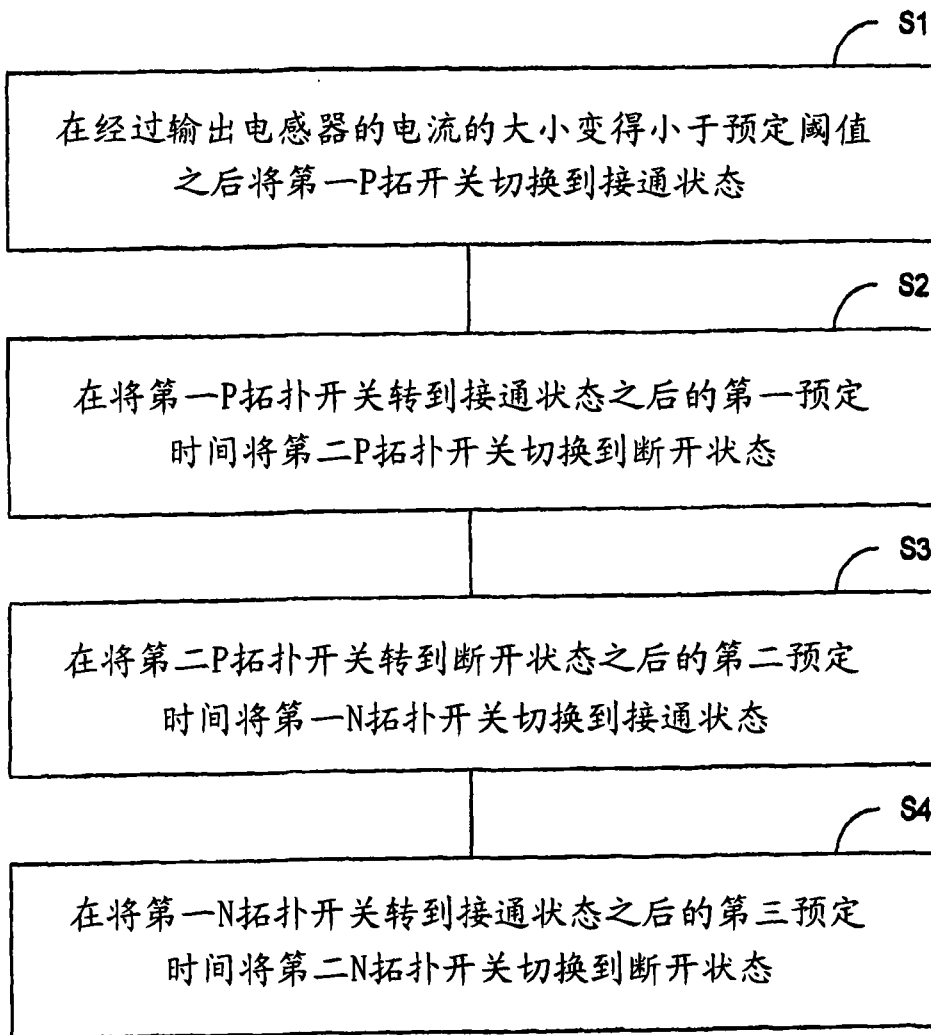 S1
在经过输出电感器的电流的大小变得小于预定阈值
之后将第一P拓开关切换到接通状态
S2
在将第一P拓扑开关转到接通状态之后的第一预定
时间将第二P拓扑开关切换到断开状态
S3
在将第二P拓扑开关转到断开状态之后的第二预定
时间将第一N拓扑开关切换到接通状态
S4
在将第一N拓扑开关转到接通状态之后的第三预定
时间将第二N拓扑开关切换到断开状态